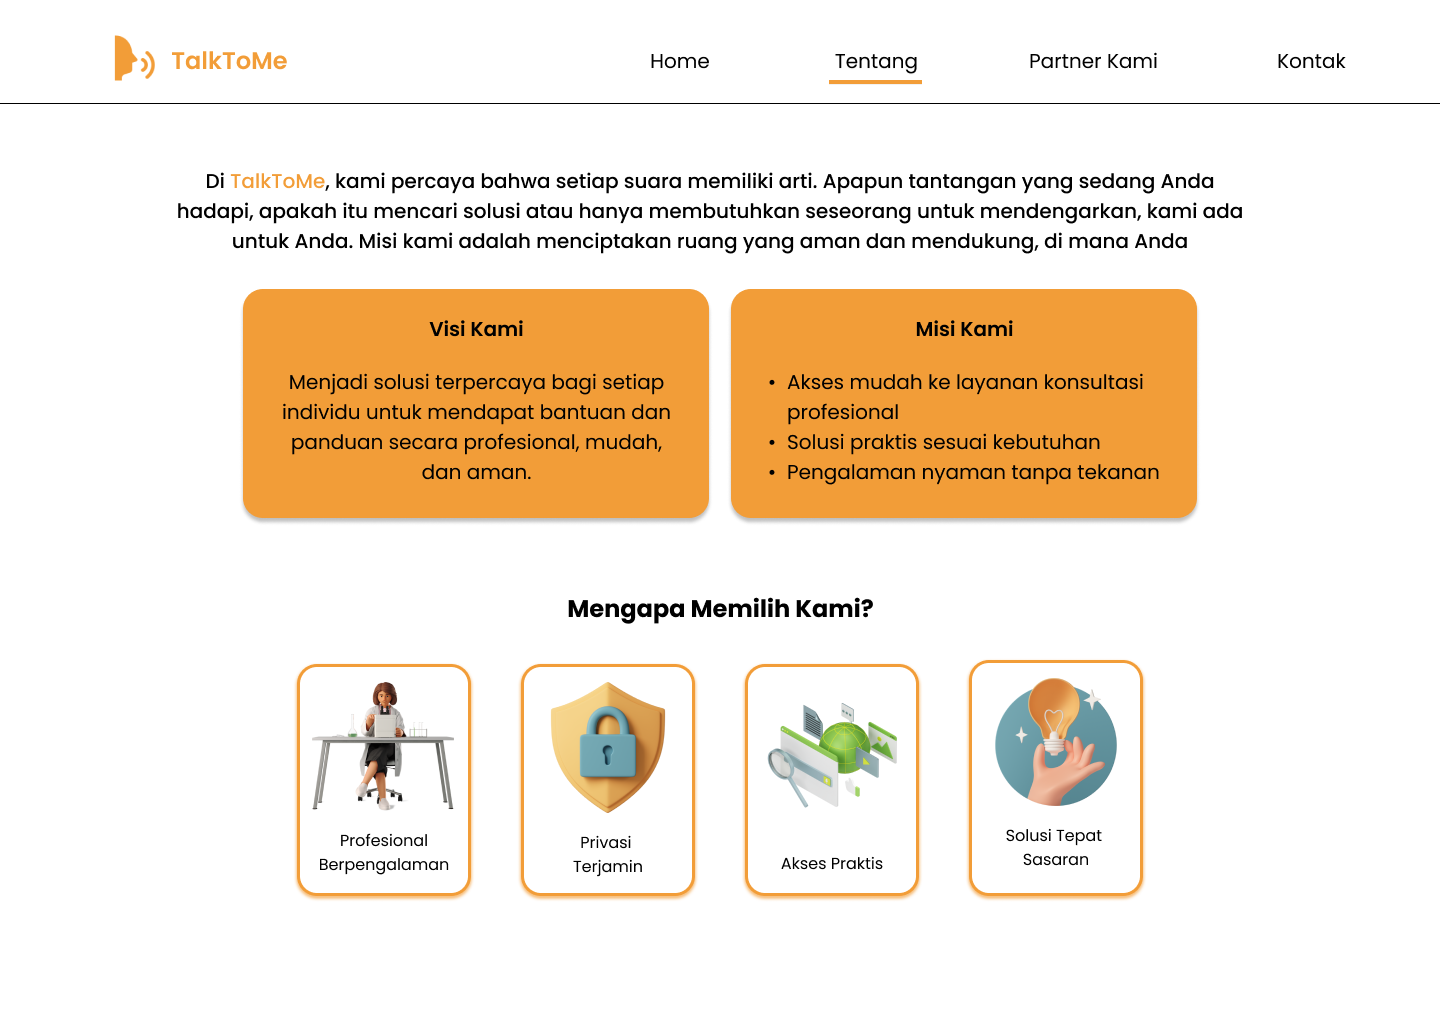 TalkToMe
Home
Tentang
Partner Kami
Kontak
Di TalkToMe, kami percaya bahwa setiap suara memiliki arti. Apapun tantangan yang sedang Anda
hadapi, apakah itu mencari solusi atau hanya membutuhkan seseorang untuk mendengarkan, kami ada
untuk Anda. Misi kami adalah menciptakan ruang yang aman dan mendukung, di mana Anda
Visi Kami
Menjadi solusi terpercaya bagi setiap
individu untuk mendapat bantuan dan
panduan secara profesional, mudah,
dan aman.
Misi Kami
• Akses mudah ke layanan konsultasi
profesional
• Solusi praktis sesuai kebutuhan
• Pengalaman nyaman tanpa tekanan
Mengapa Memilih Kami?
Profesional
Berpengalaman
Privasi
Terjamin
Akses Praktis
Solusi Tepat
Sasaran